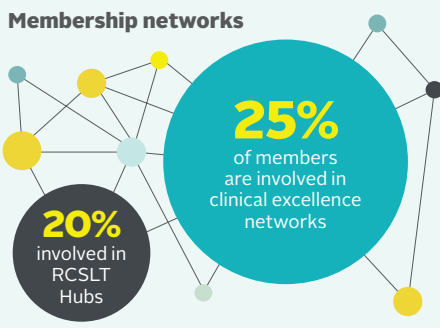 Membership networks
25%
of members
are involved in
clinical excellence
networks
20%
involved in
RCSLT
Hubs